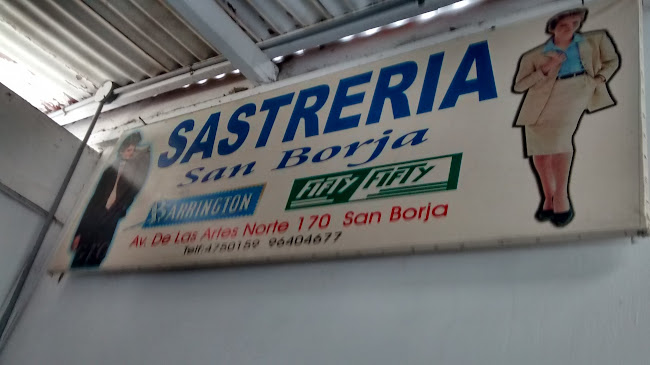 SASTRERIA
San Borja
BARRINGTON FIFTY FIFTY
Av. De Las Artes Norte 170 San Borja
Telf:4750159 96404677